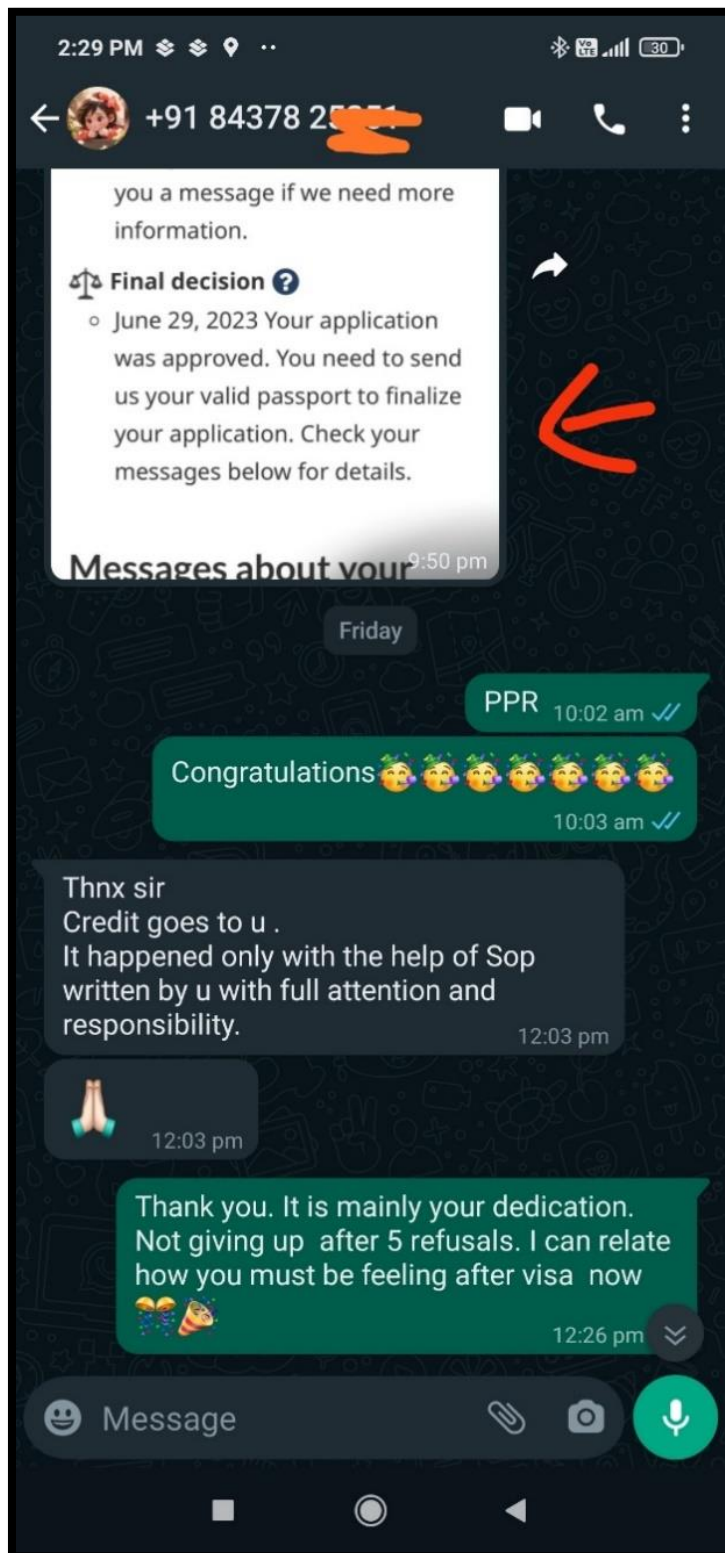 2:29 PM
Vo LTE 30
+91 84378
you a message if we need more
information.
Final decision ?
June 29, 2023 Your application
was approved. You need to send
us your valid passport to finalize
your application. Check your
messages below for details.
Messages about your
9:50 pm
Friday
PPR 10:02 am
Congratulations🥳🥳🥳🥳🥳🥳🥳
10:03 am
Thnx sir
Credit goes to u .
It happened only with the help of Sop
written by u with full attention and
responsibility.
12:03 pm
🙏🏻
12:03 pm
Thank you. It is mainly your dedication.
Not giving up after 5 refusals. I can relate
how you must be feeling after visa now
🎊🎉
12:26 pm
Message